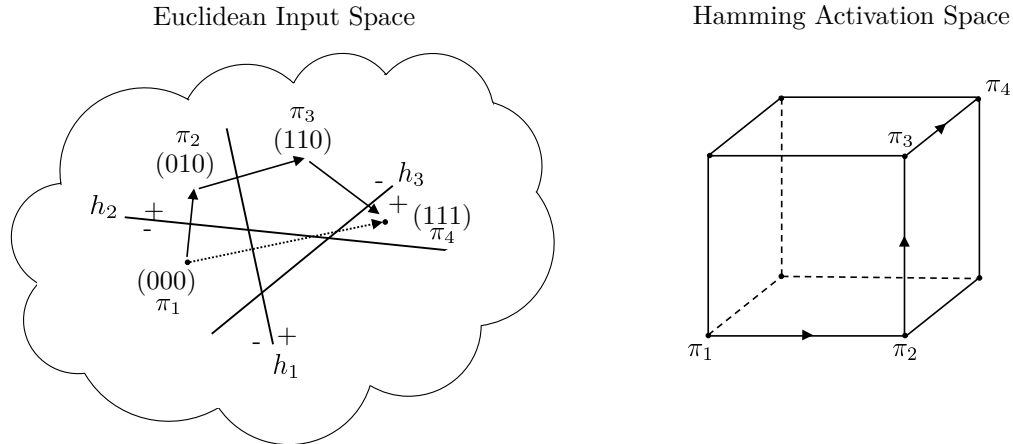 Euclidean Input Space
Hamming Activation Space
π₃
(110)
π₂
(010)
- h₃
+
h₂ +
-
(111)
π₄
(000)
π₁
- +
h₁
π₄
π₃
π₁
π₂